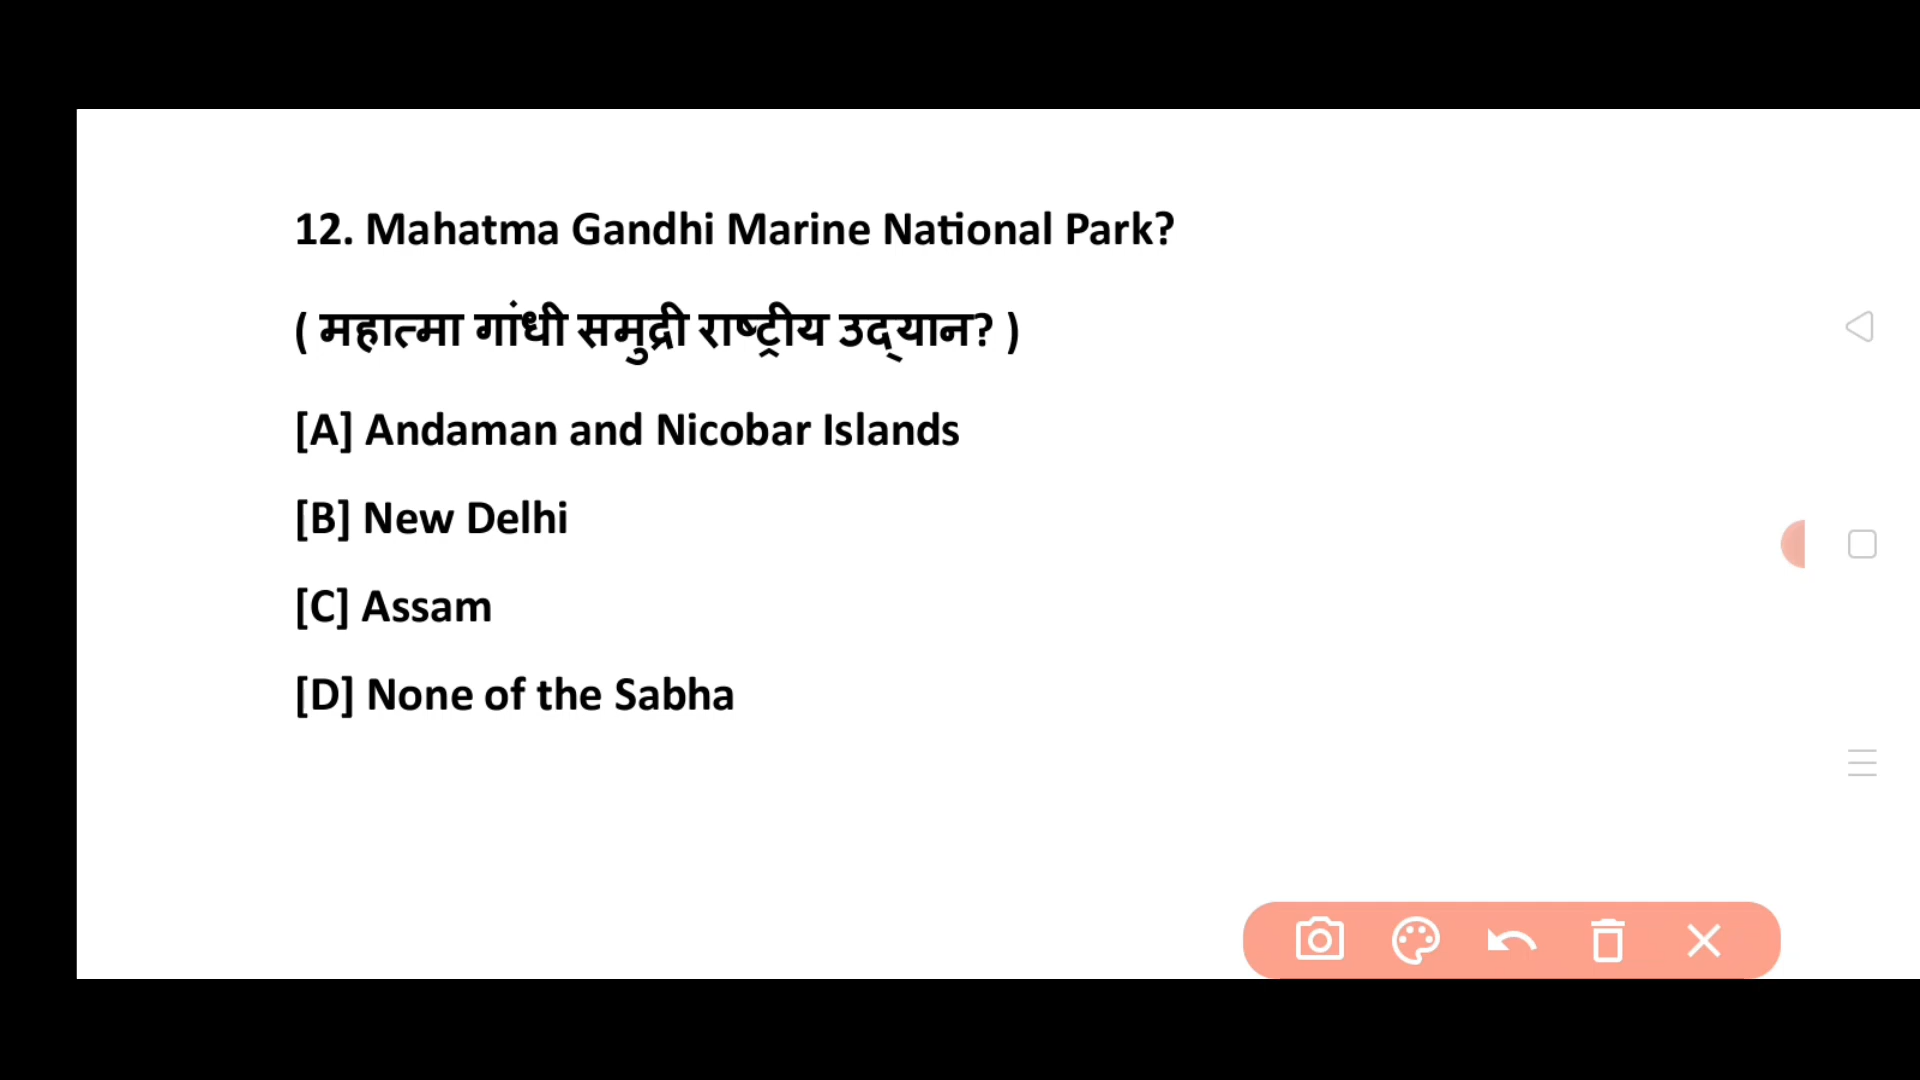 12. Mahatma Gandhi Marine National Park?
( महात्मा गांधी समुद्री राष्ट्रीय उद्‌यान? )
[A] Andaman and Nicobar Islands
[B] New Delhi
[C] Assam
[D] None of the Sabha